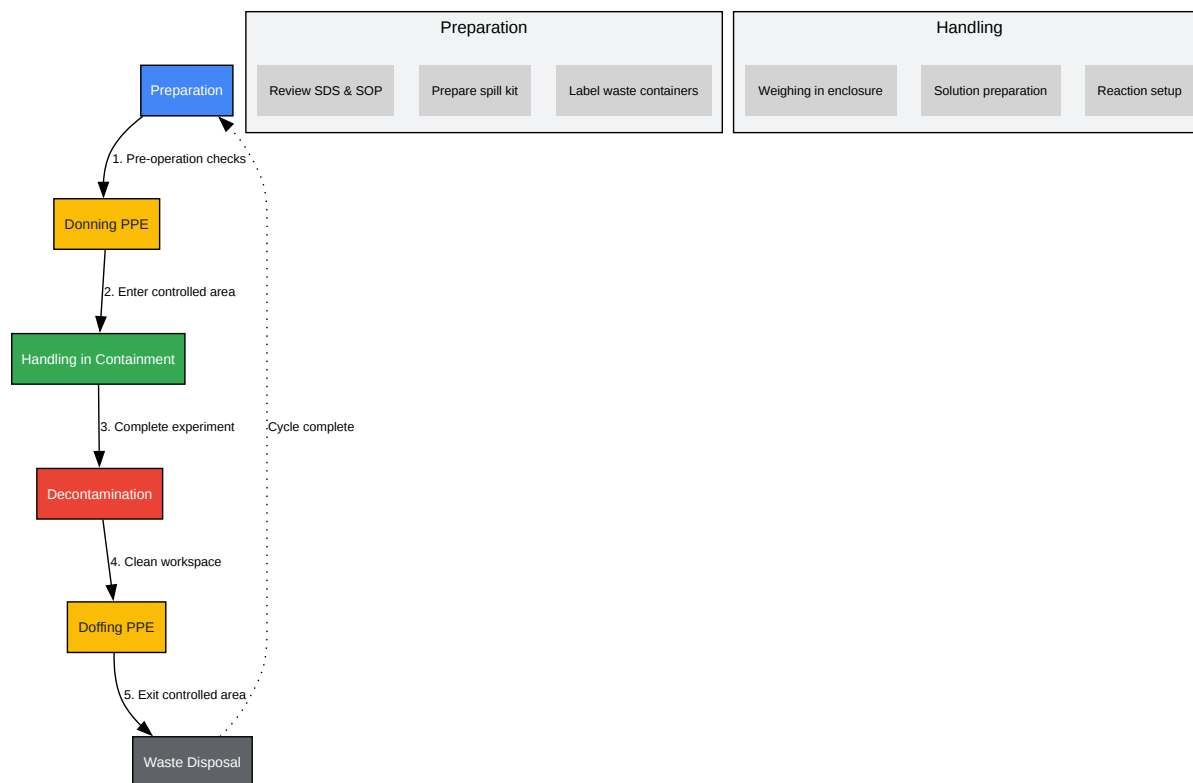 Preparation
Handling
Preparation
Review SDS & SOP
Prepare spill kit
Label waste containers
Weighing in enclosure
Solution preparation
Reaction setup
1. Pre-operation checks
Donning PPE
2. Enter controlled area
Handling in Containment
3. Complete experiment
Cycle complete
Decontamination
4. Clean workspace
Doffing PPE
5. Exit controlled area
Waste Disposal